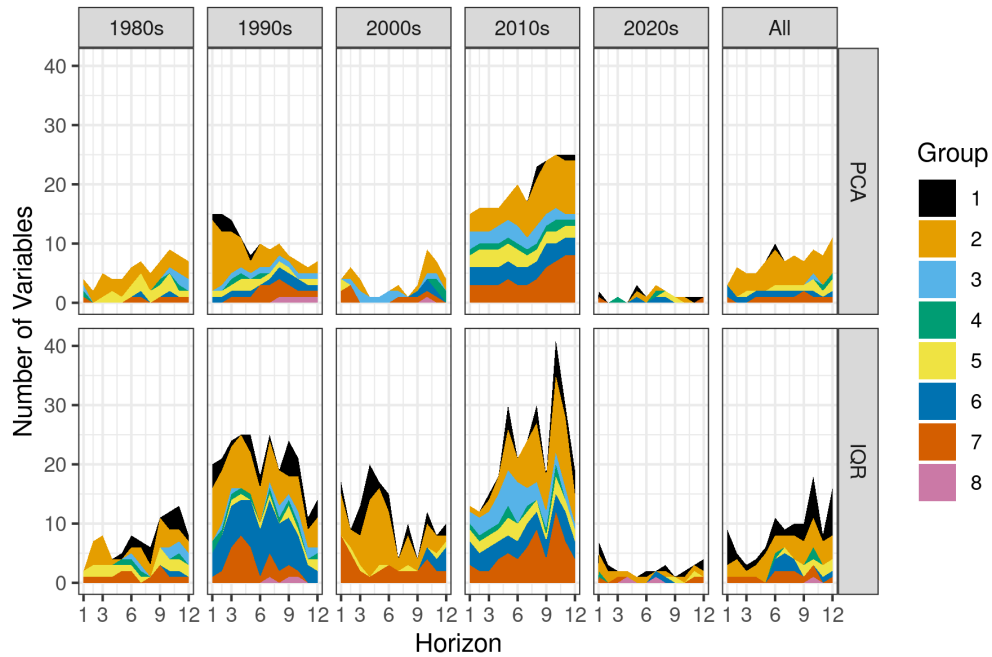 1980s 1990s 2000s 2010s 2020s All
Number of Variables
40
30
20
10
0
PCA
40
30
20
10
0
IQR
1 3 6 9 12 1 3 6 9 12 1 3 6 9 12 1 3 6 9 12 1 3 6 9 12 1 3 6 9 12
Horizon
Group
1
2
3
4
5
6
7
8